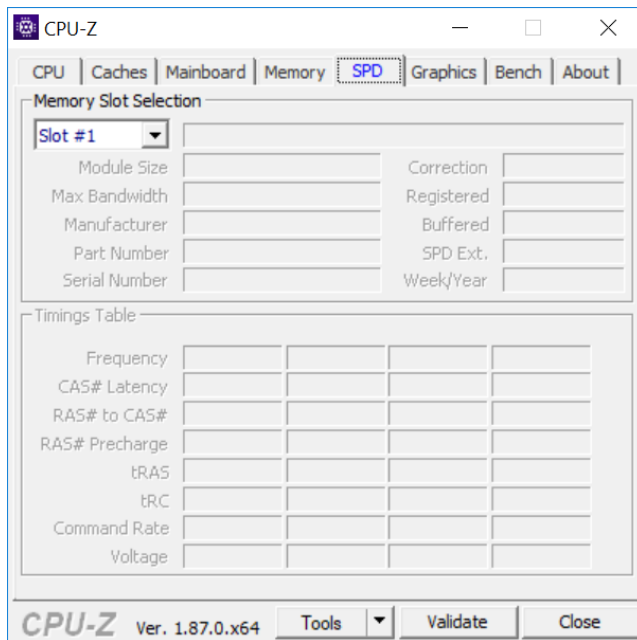 CPU-Z
CPU Caches Mainboard Memory SPD Graphics Bench About
Memory Slot Selection
Slot #1
Module Size Correction
Max Bandwidth Registered
Manufacturer Buffered
Part Number SPD Ext.
Serial Number Week/Year
Timings Table
Frequency
CAS# Latency
RAS# to CAS#
RAS# Precharge
tRAS
tRC
Command Rate
Voltage
CPU-Z Ver. 1.87.0.x64 Tools Validate Close